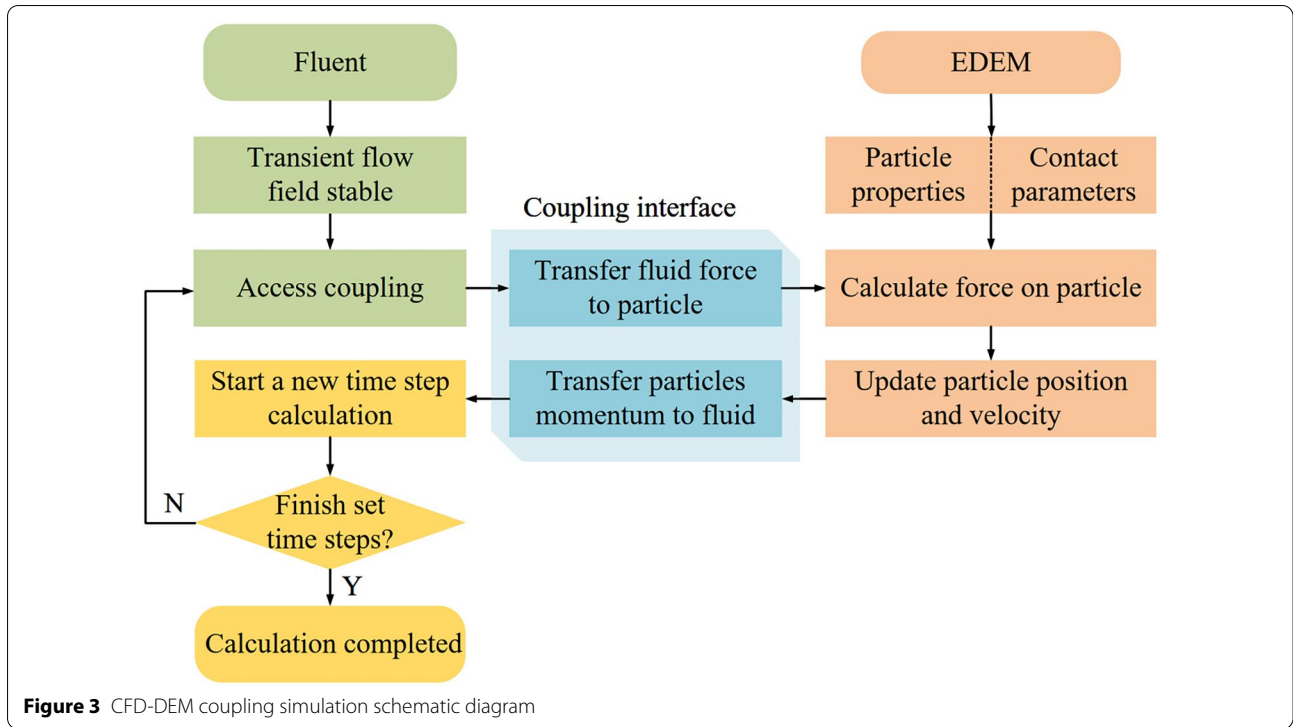 Fluent
EDEM
Transient flow
field stable
Particle
properties
Contact
parameters
Coupling interface
Access coupling
Transfer fluid force
to particle
Calculate force on particle
Start a new time step
calculation
Transfer particles
momentum to fluid
Update particle position
and velocity
N
Finish set
time steps?
Y
Calculation completed
Figure 3 CFD-DEM coupling simulation schematic diagram